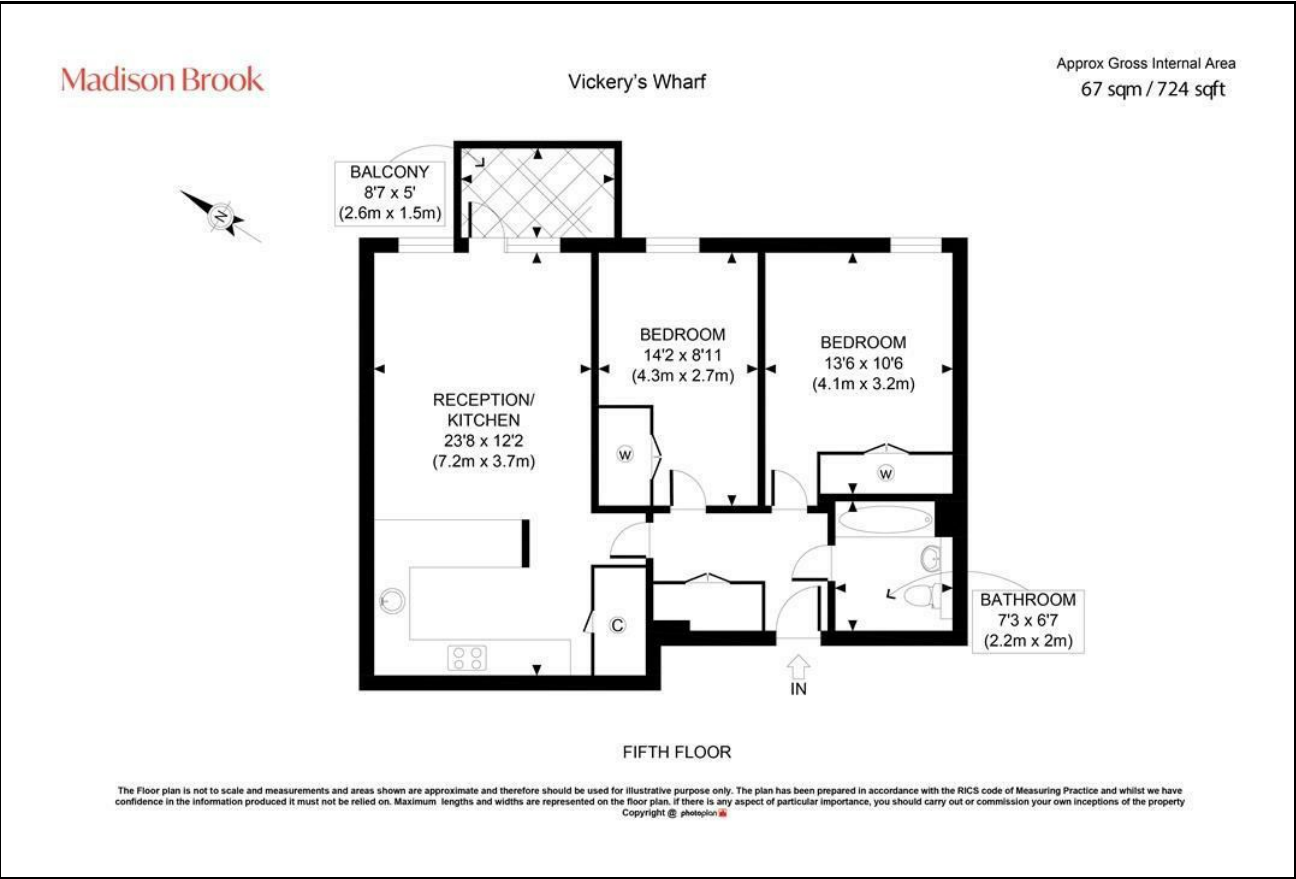 Madison Brook
Vickery's Wharf
Approx Gross Internal Area
67 sqm / 724 sqft
BALCONY
8'7 x 5'
(2.6m x 1.5m)
N
BEDROOM
14'2 x 8'11
(4.3m x 2.7m)
BEDROOM
13'6 x 10'6
(4.1m x 3.2m)
RECEPTION/
KITCHEN
23'8 x 12'2
(7.2m x 3.7m)
W
W
C
BATHROOM
7'3 x 6'7
(2.2m x 2m)
IN
FIFTH FLOOR
The Floor plan is not to scale and measurements and areas shown are approximate and therefore should be used for illustrative purpose only. The plan has been prepared in accordance with the RICS code of Measuring Practice and whilst we have
confidence in the information produced it must not be relied on. Maximum lengths and widths are represented on the floor plan. if there is any aspect of particular importance, you should carry out or commission your own inceptions of the property
Copyright @ photoplan